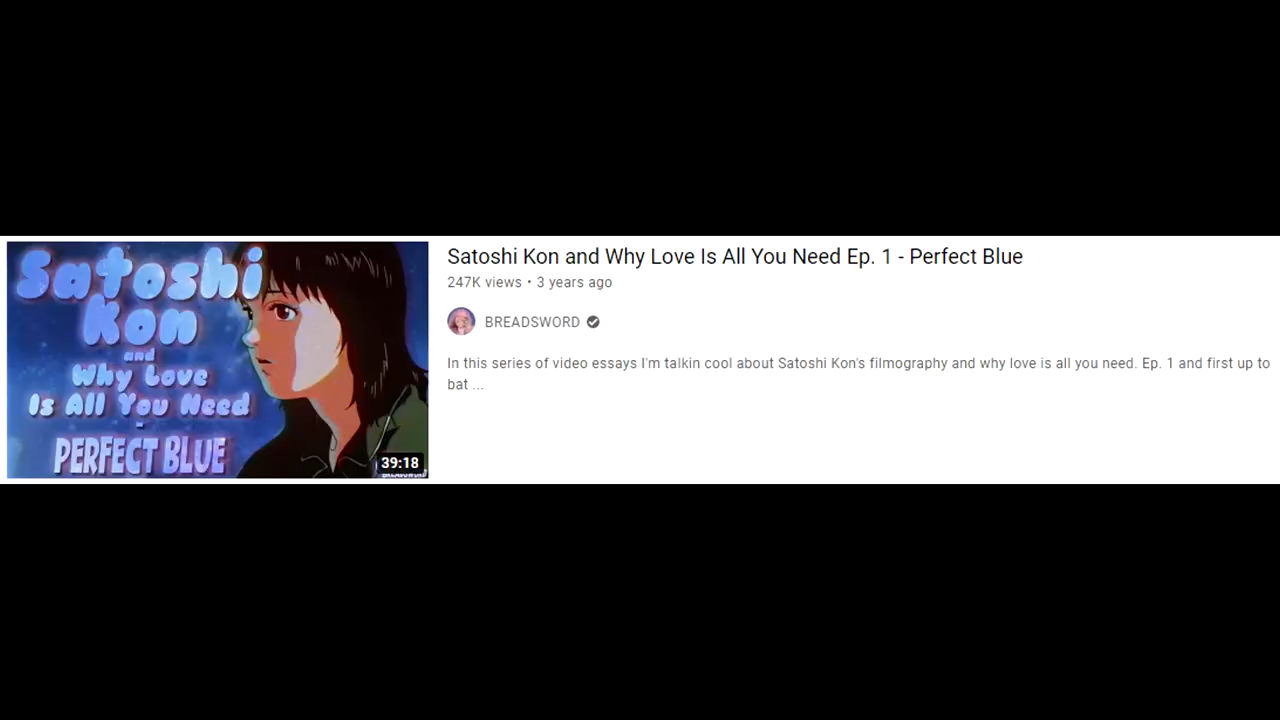 Satoshi
Kon
and
Why Love
Is All You Need
-
PERFECT BLUE
39:18
BREADSWORD
Satoshi Kon and Why Love Is All You Need Ep. 1 - Perfect Blue
247K views • 3 years ago
BREADSWORD
In this series of video essays I'm talkin cool about Satoshi Kon's filmography and why love is all you need. Ep. 1 and first up to
bat ...